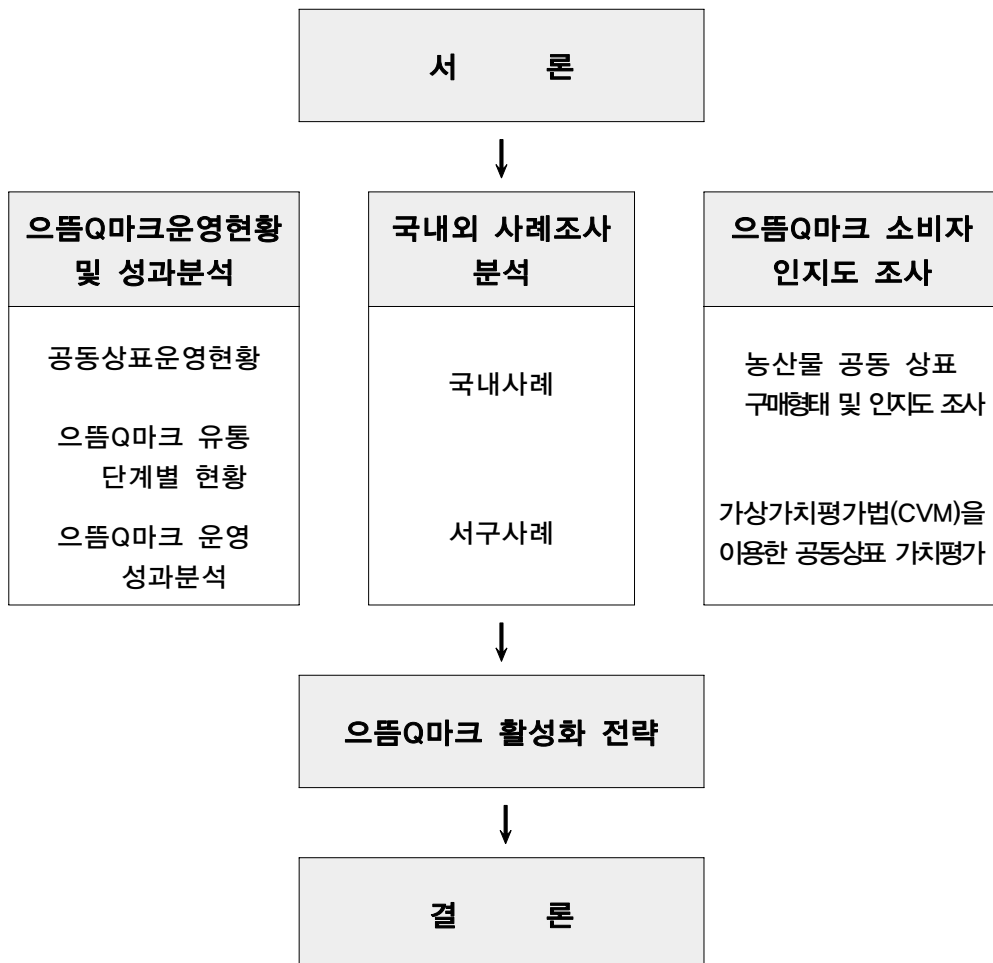 서 론
으뜸Q마크운영현황
및 성과분석
공동상표운영현황
으뜸Q마크 유통
단계별 현황
으뜸Q마크 운영
성과분석
국내외 사례조사
분석
국내사례
서구사례
으뜸Q마크 소비자
인지도 조사
농산물 공동 상표
구매형태 및 인지도 조사
가상가치평가법(CVM)을
이용한 공동상표 가치평가
으뜸Q마크 활성화 전략
결 론